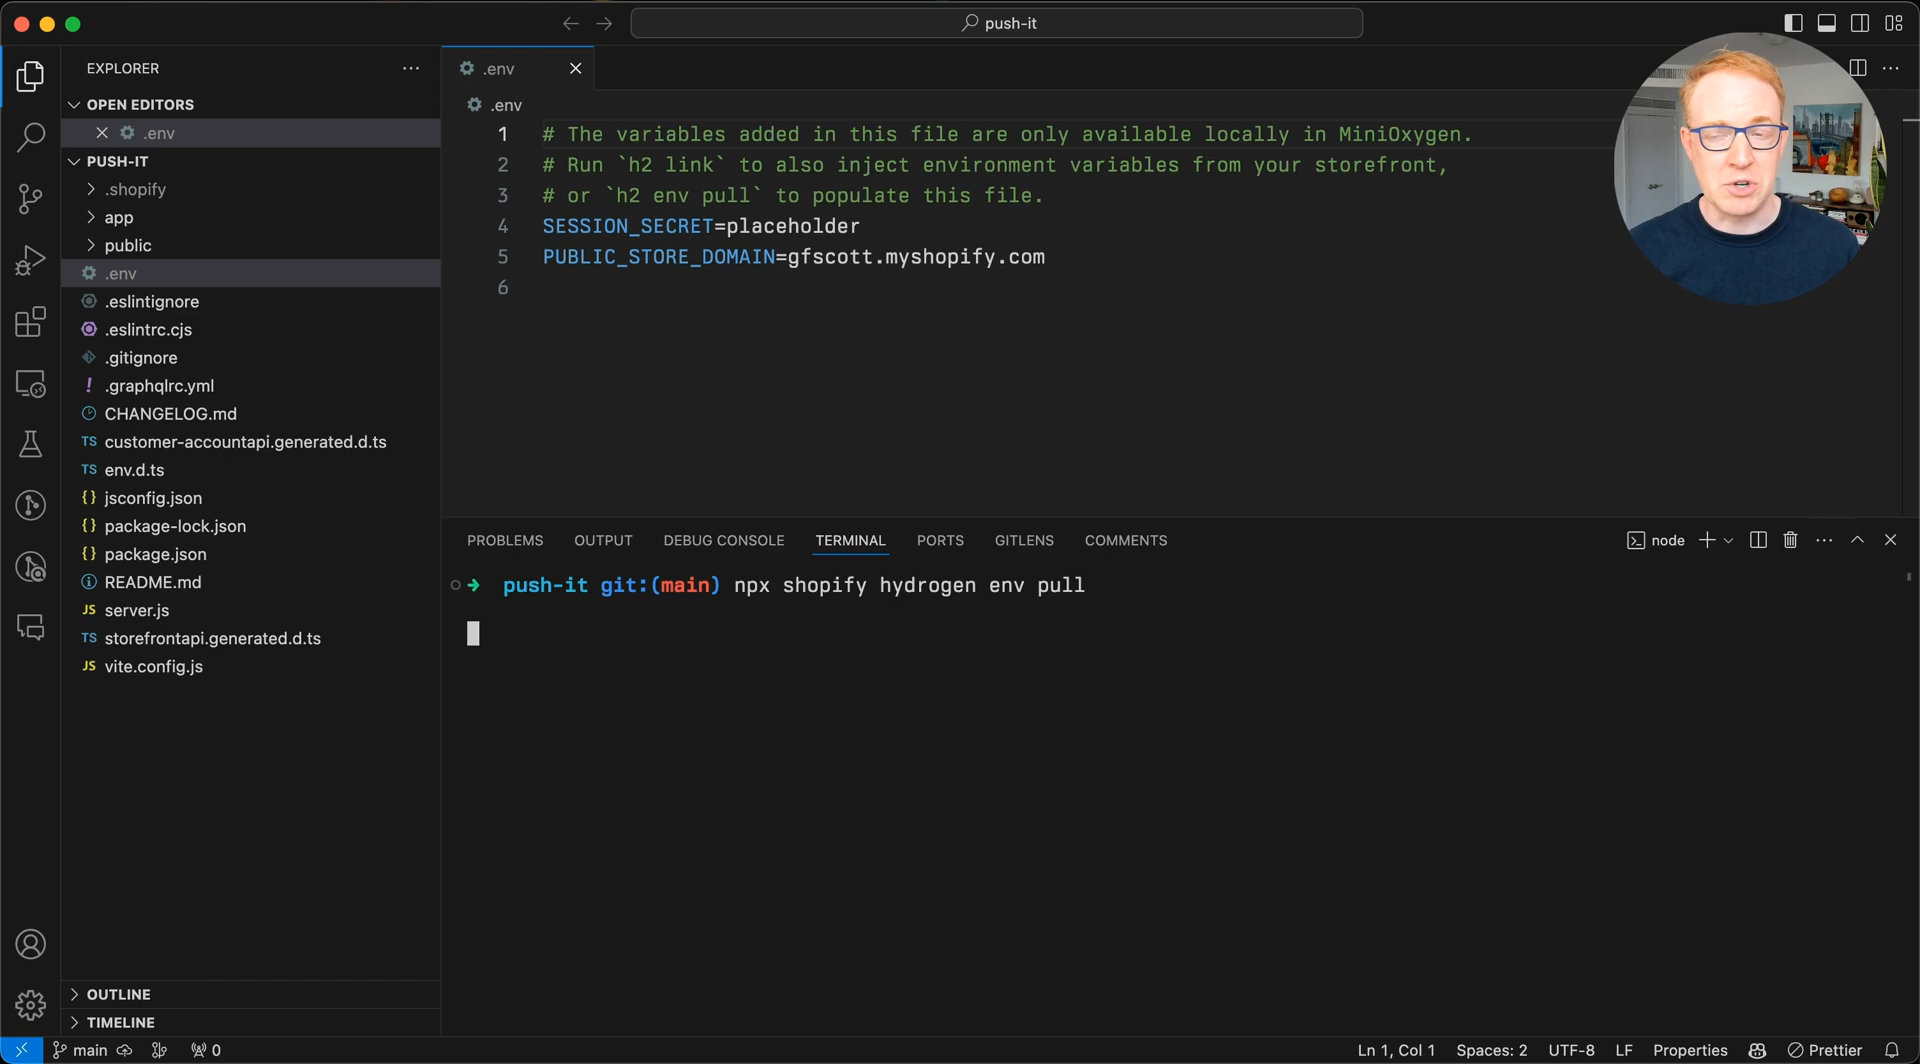 push-it
EXPLORER
OPEN EDITORS
.env
PUSH-IT
.shopify
app
public
.env
.eslintignore
.eslintrc.cjs
.gitignore
! .graphqlrc.yml
CHANGELOG.md
TS customer-accountapi.generated.d.ts
TS env.d.ts
{} jsconfig.json
{} package-lock.json
{} package.json
README.md
JS server.js
TS storefrontapi.generated.d.ts
JS vite.config.js
OUTLINE
TIMELINE
.env
.env
1 # The variables added in this file are only available locally in MiniOxygen.
2 # Run `h2 link` to also inject environment variables from your storefront,
3 # or `h2 env pull` to populate this file.
4 SESSION_SECRET=placeholder
5 PUBLIC_STORE_DOMAIN=gfscott.myshopify.com
6
PROBLEMS OUTPUT DEBUG CONSOLE TERMINAL PORTS GITLENS COMMENTS node
push-it git:(main) npx shopify hydrogen env pull
main 0 Ln 1, Col 1 Spaces: 2 UTF-8 LF Properties Prettier